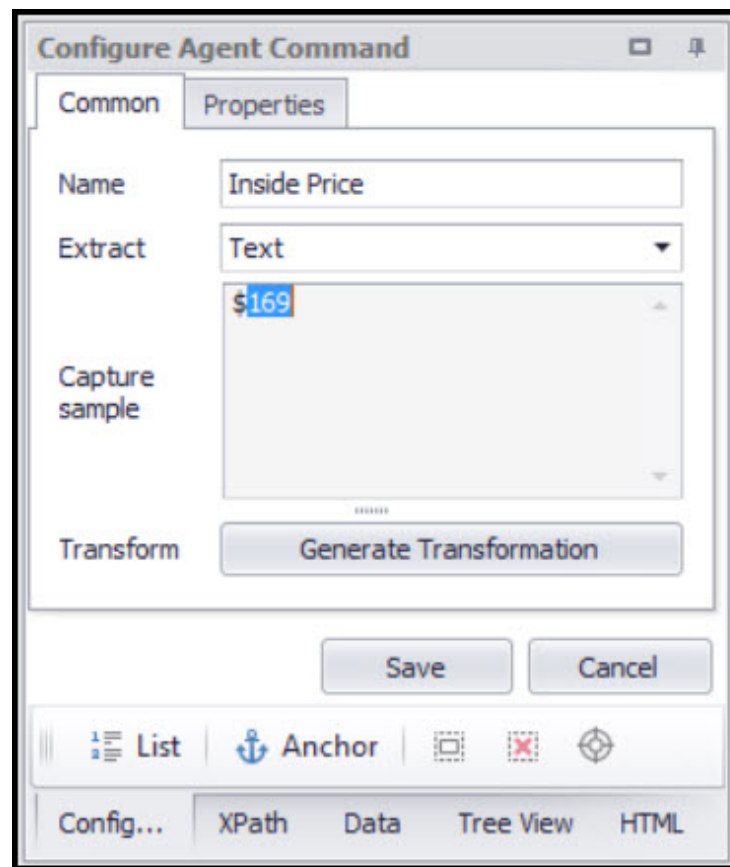 Configure Agent Command
Common Properties
Name Inside Price
Extract Text
$169
Capture
sample
Transform Generate Transformation
Save Cancel
List Anchor
Config... XPath Data Tree View HTML